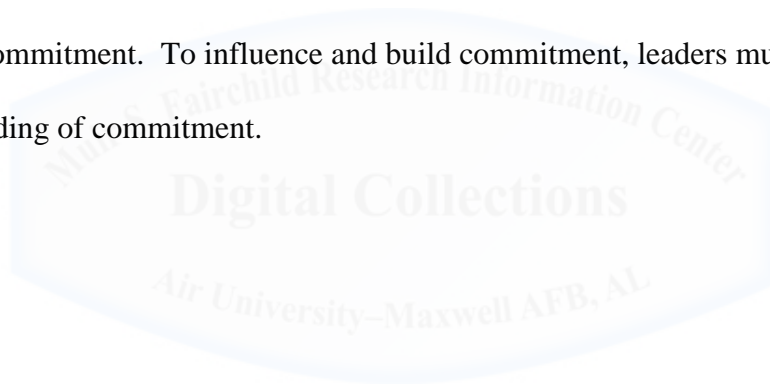 ommitment. To influence and build commitment, leaders mu
ding of commitment.
Muir S. Fairchild Research Information Center
Digital Collections
Air University–Maxwell AFB, AL